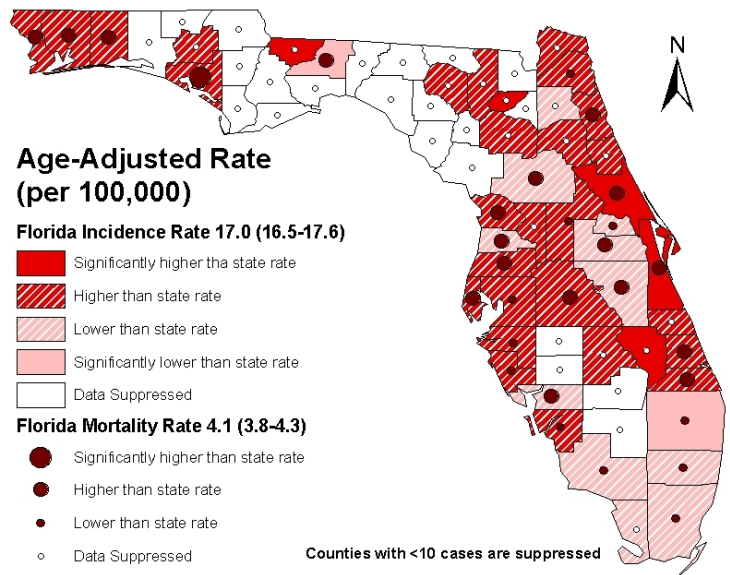 N
Age-Adjusted Rate
(per 100,000)
Florida Incidence Rate 17.0 (16.5-17.6)
Significantly higher tha state rate
Higher than state rate
Lower than state rate
Significantly lower than state rate
Data Suppressed
Florida Mortality Rate 4.1 (3.8-4.3)
Significantly higher than state rate
Higher than state rate
Lower than state rate
Data Suppressed
Counties with <10 cases are suppressed